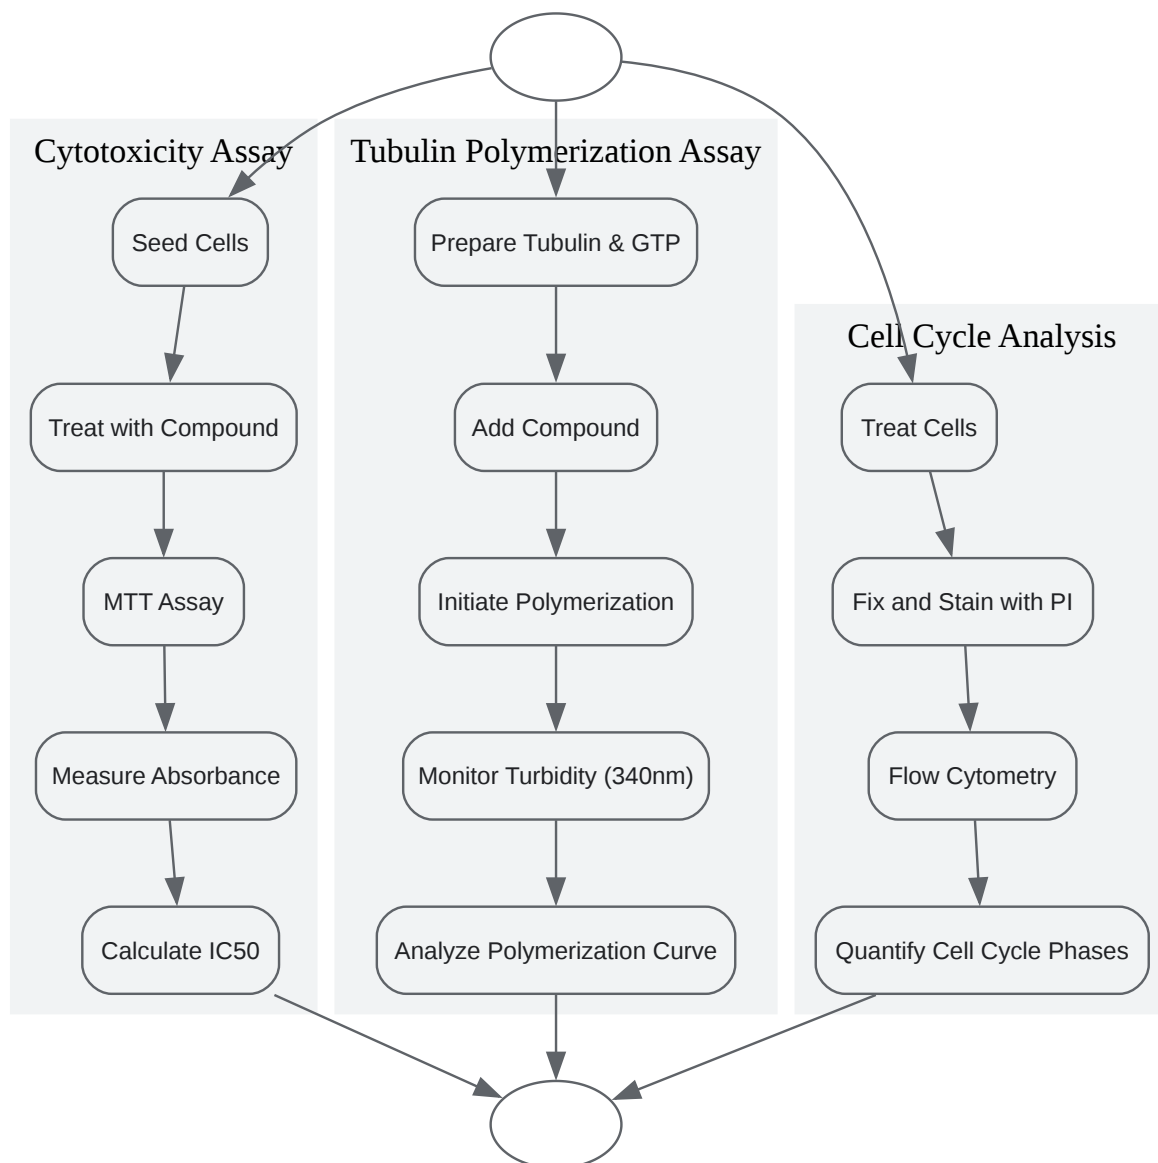 Cytotoxicity Assay
Seed Cells
Treat with Compound
MTT Assay
Measure Absorbance
Calculate IC50
Tubulin Polymerization Assay
Prepare Tubulin & GTP
Add Compound
Initiate Polymerization
Monitor Turbidity (340nm)
Analyze Polymerization Curve
Cell Cycle Analysis
Treat Cells
Fix and Stain with PI
Flow Cytometry
Quantify Cell Cycle Phases